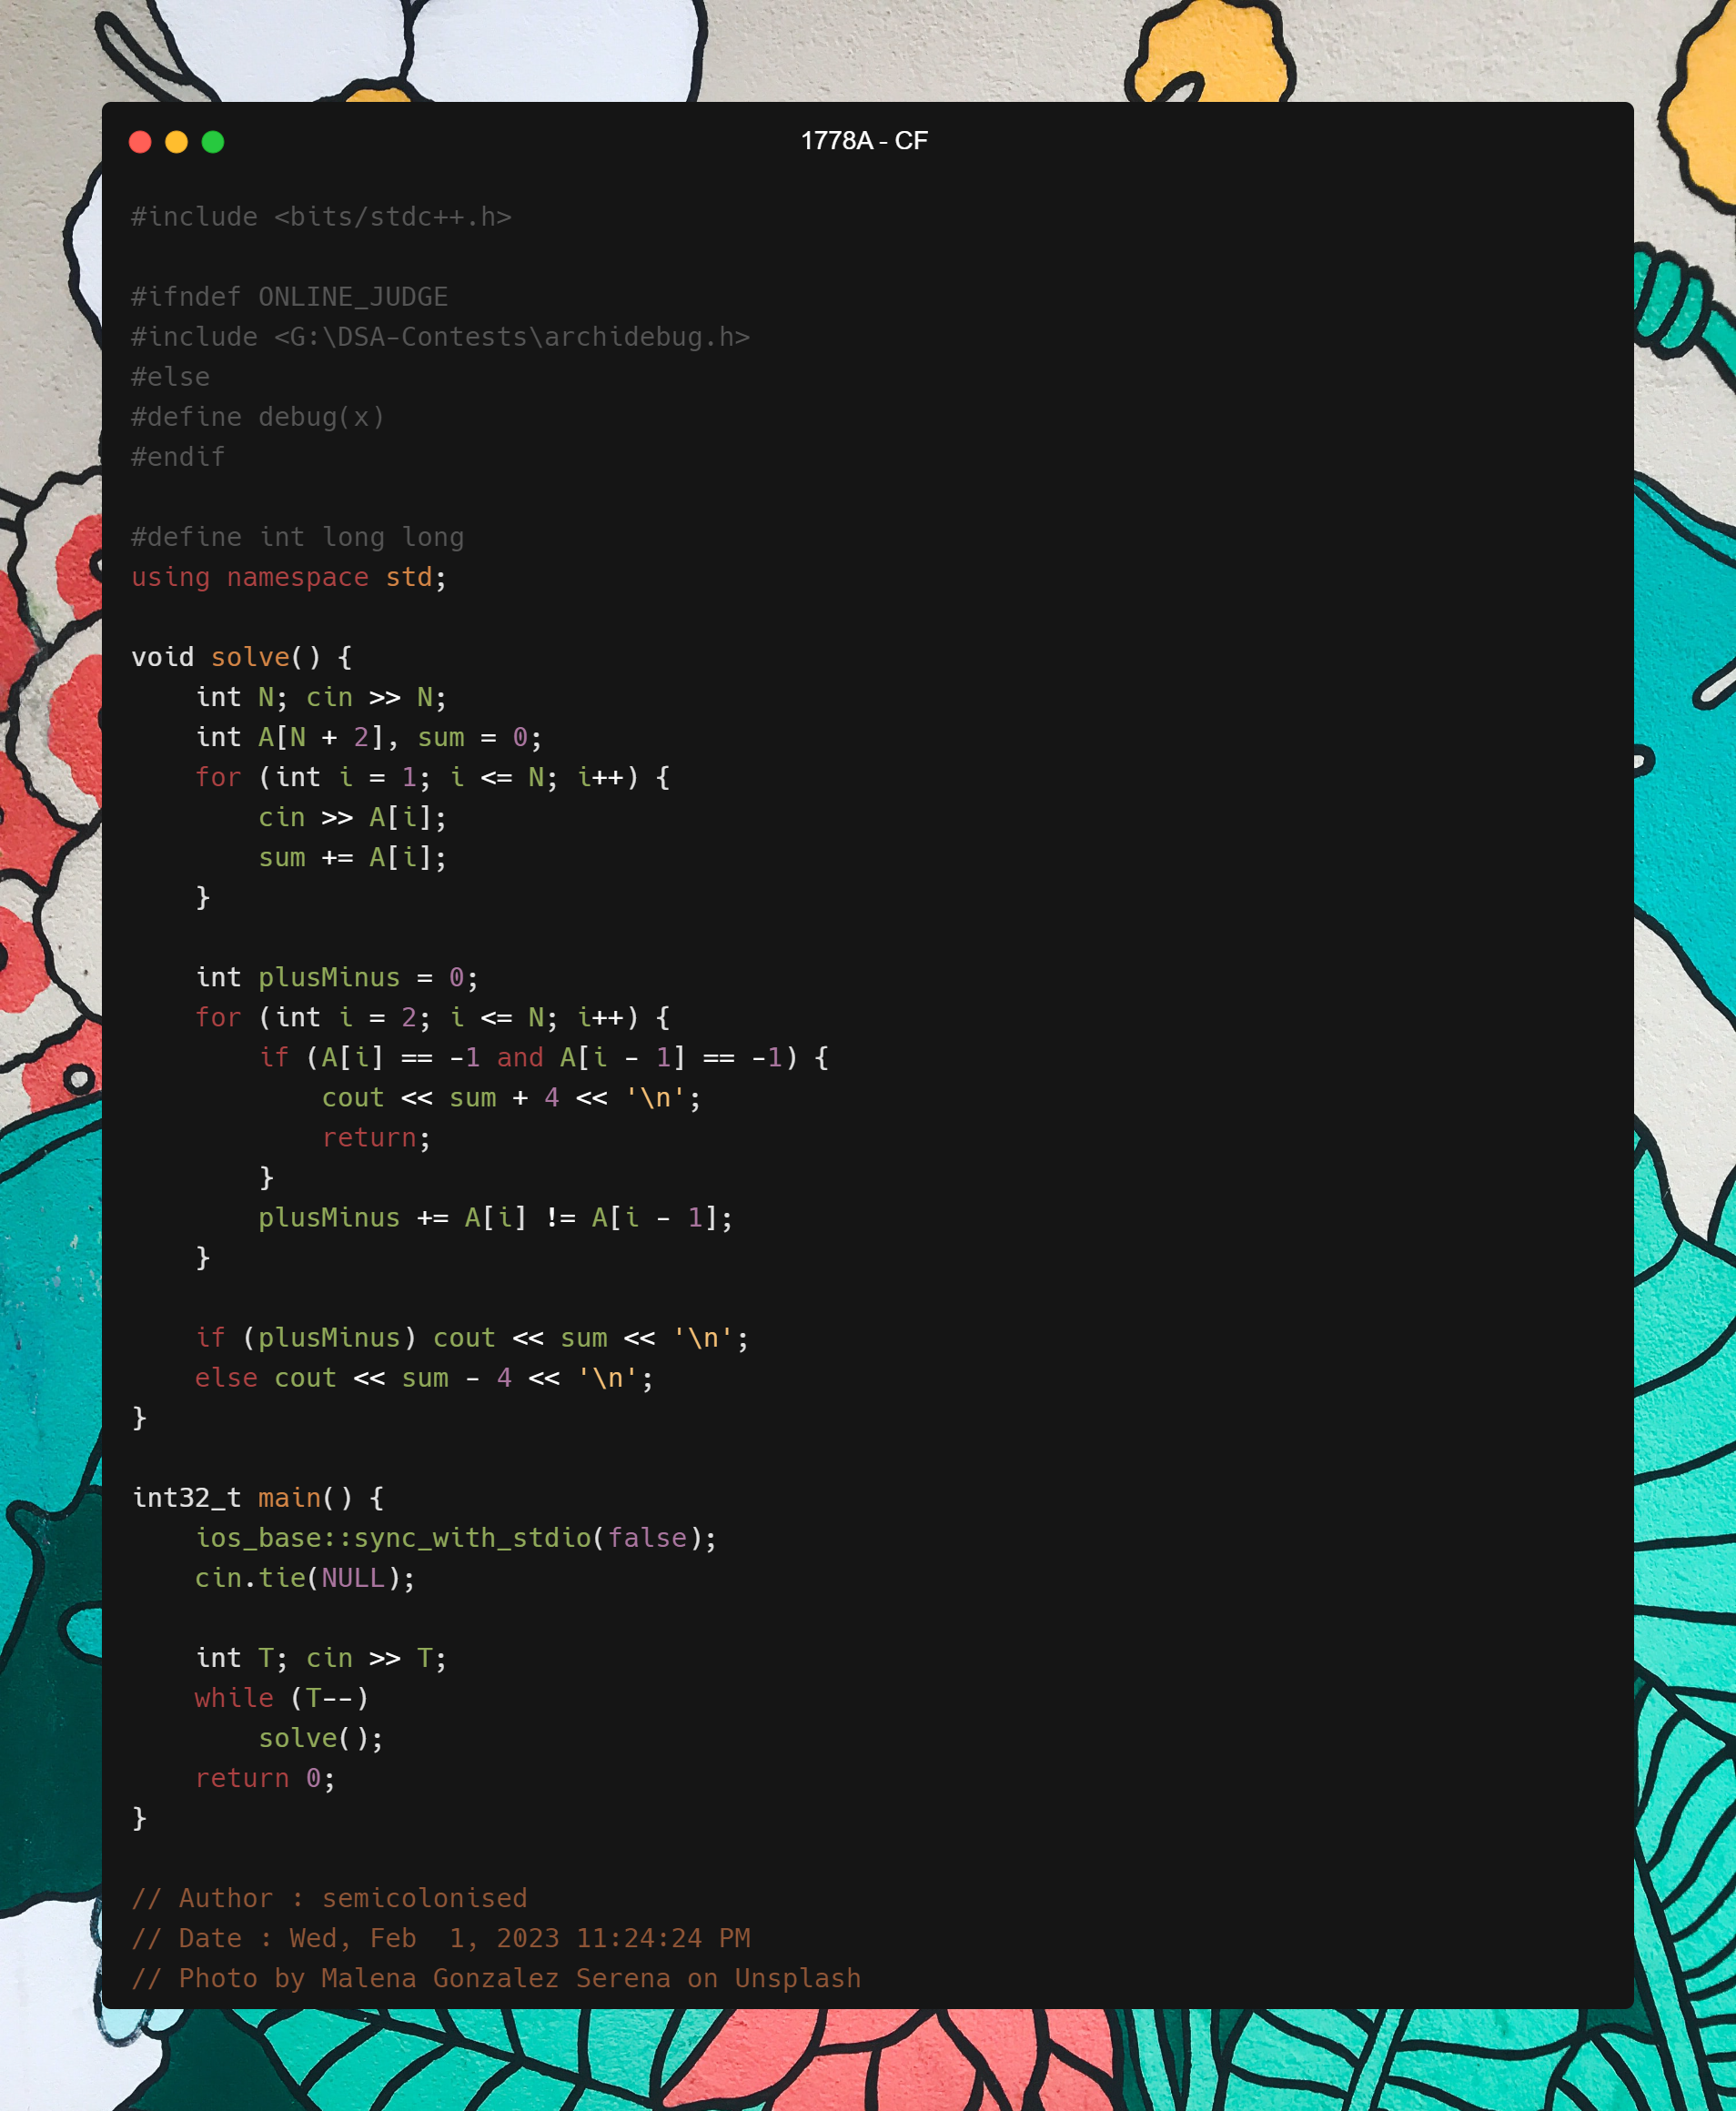 1778A - CF
#include <bits/stdc++.h>
#ifndef ONLINE_JUDGE
#include <G:\DSA-Contests\archidebug.h>
#else
#define debug(x)
#endif
#define int long long
using namespace std;
void solve() {
    int N; cin >> N;
    int A[N + 2], sum = 0;
    for (int i = 1; i <= N; i++) {
        cin >> A[i];
        sum += A[i];
    }
    int plusMinus = 0;
    for (int i = 2; i <= N; i++) {
        if (A[i] == -1 and A[i - 1] == -1) {
            cout << sum + 4 << '\n';
            return;
        }
        plusMinus += A[i] != A[i - 1];
    }
    if (plusMinus) cout << sum << '\n';
    else cout << sum - 4 << '\n';
}
int32_t main() {
    ios_base::sync_with_stdio(false);
    cin.tie(NULL);
    int T; cin >> T;
    while (T--)
        solve();
    return 0;
}
// Author : semicolonised
// Date : Wed, Feb  1, 2023 11:24:24 PM
// Photo by Malena Gonzalez Serena on Unsplash